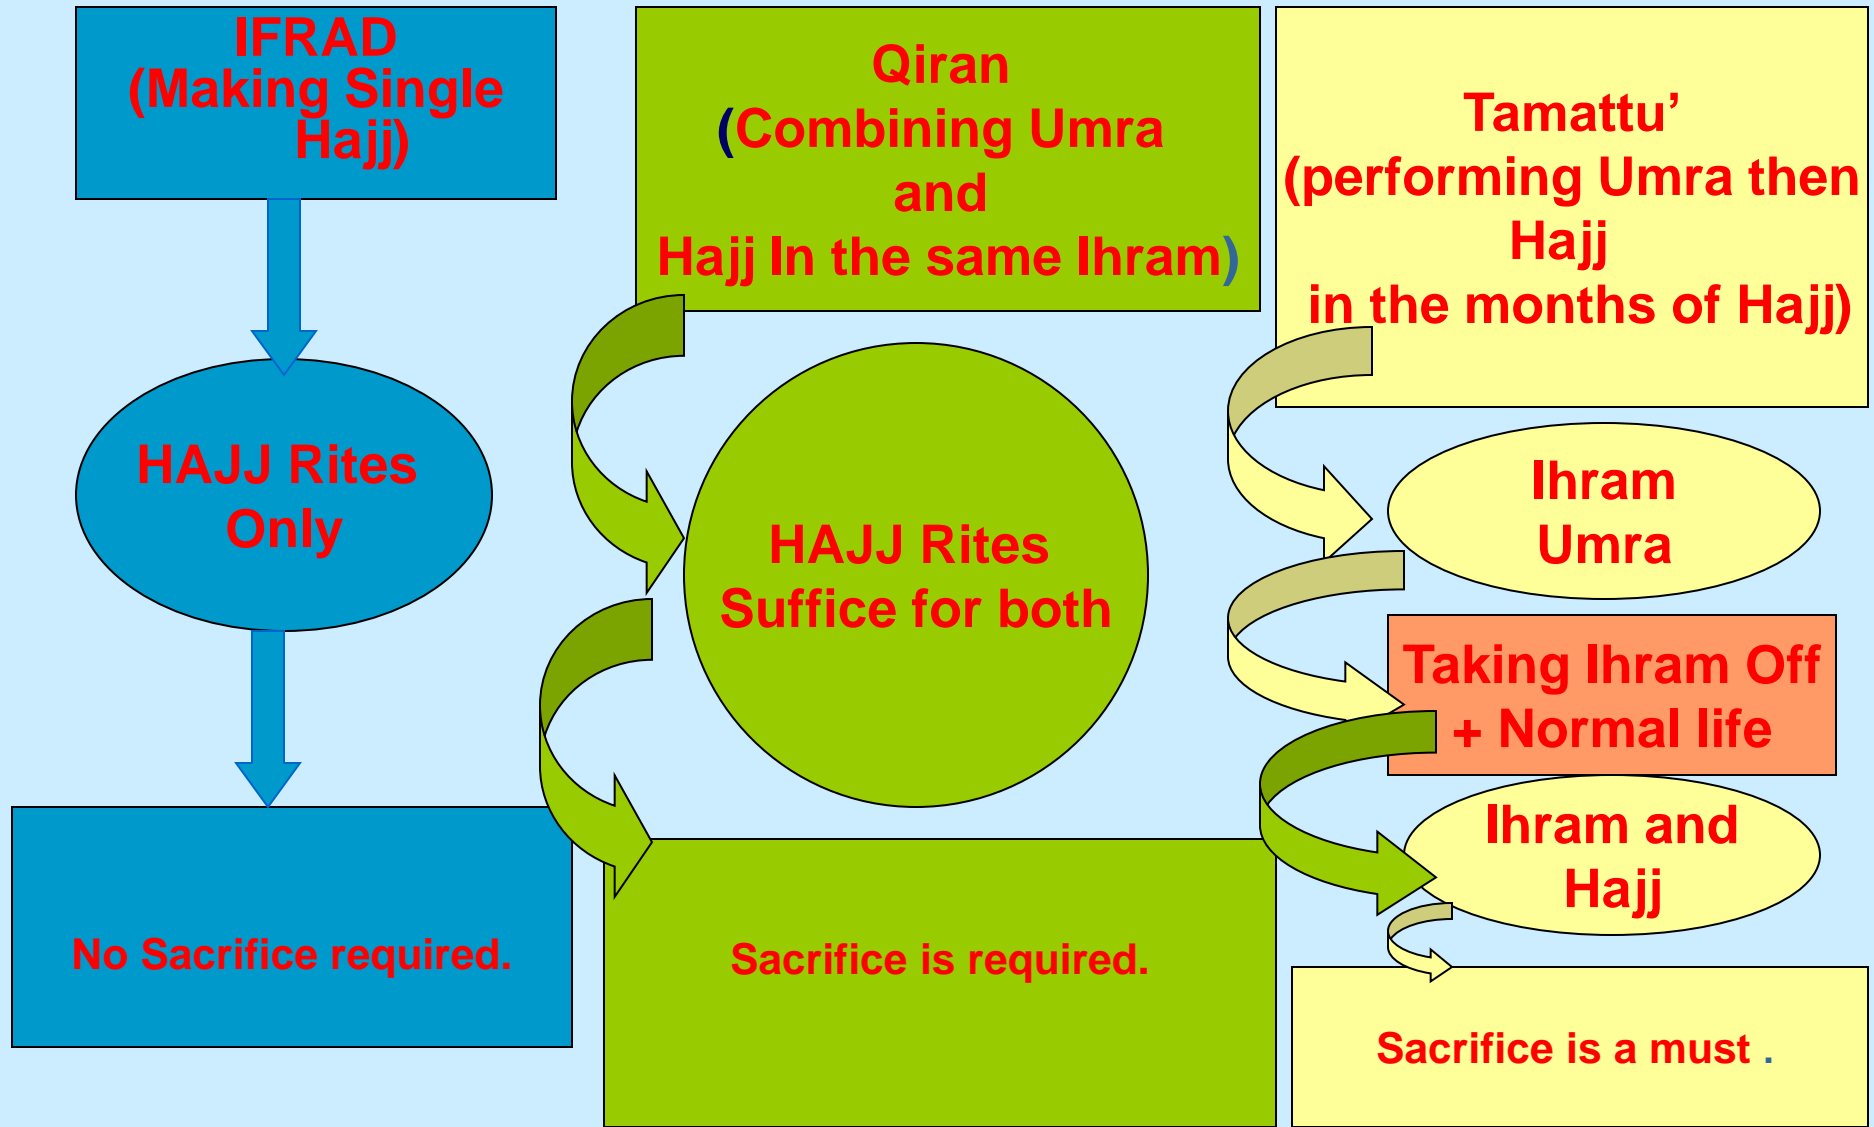 IFRAD
(Making Single
Hajj)
HAJJ Rites
Only
No Sacrifice required.
Qiran
(Combining Umra
and
Hajj In the same Ihram)
HAJJ Rites
Suffice for both
Sacrifice is required.
Tamattu’
(performing Umra then
Hajj
in the months of Hajj)
Ihram
Umra
Taking Ihram Off
+ Normal life
Ihram and
Hajj
Sacrifice is a must .